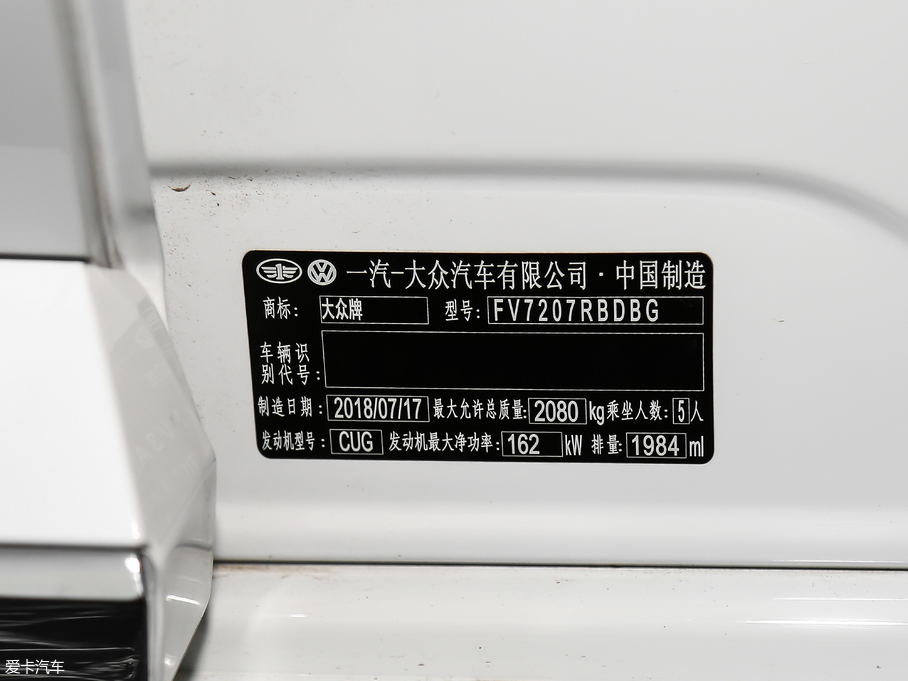 一汽-大众汽车有限公司·中国制造
商标: 大众牌 型号: FV7207RBDBG
车辆识
别代号:
制造日期: 2018/07/17 最大允许总质量: 2080 kg 乘坐人数: 5 人
发动机型号: CUG 发动机最大净功率: 162 kW 排量: 1984 ml
爱卡汽车